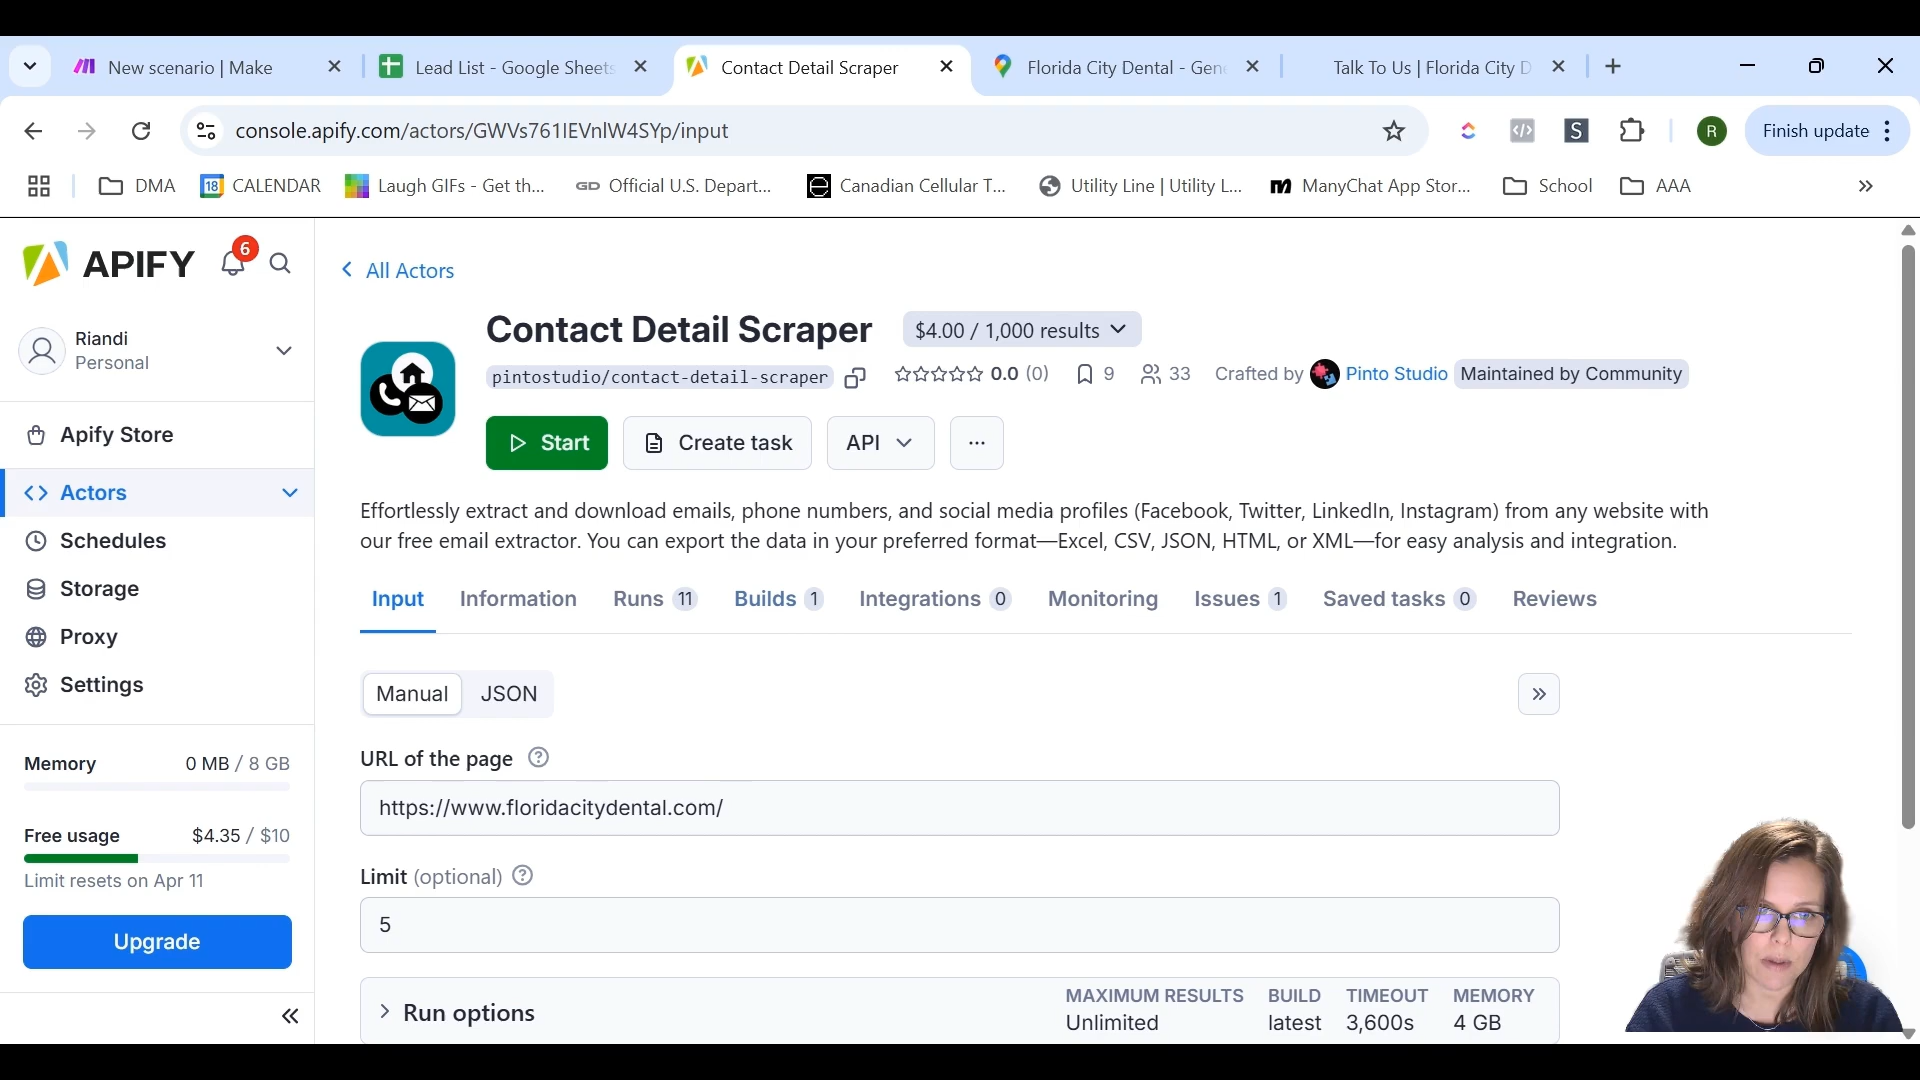 New scenario | Make
Lead List - Google Sheets
Contact Detail Scraper
Florida City Dental - Gen
Talk To Us | Florida City D
console.apify.com/actors/GWVs761IEVnlW4SYp/input
S
R
Finish update
DMA
18
CALENDAR
Laugh GIFs - Get th...
GD
Official U.S. Depart...
Canadian Cellular T...
Utility Line | Utility L...
ManyChat App Stor...
School
AAA
APIFY
6
Riandi
Personal
Apify Store
Actors
Schedules
Storage
Proxy
Settings
Memory 0 MB / 8 GB
Free usage $4.35 / $10
Limit resets on Apr 11
Upgrade
All Actors
Contact Detail Scraper
$4.00 / 1,000 results
pintostudio/contact-detail-scraper
0.0 (0)
9
33
Crafted by Pinto Studio
Maintained by Community
Start
Create task
API
...
Effortlessly extract and download emails, phone numbers, and social media profiles (Facebook, Twitter, LinkedIn, Instagram) from any website with
our free email extractor. You can export the data in your preferred format—Excel, CSV, JSON, HTML, or XML—for easy analysis and integration.
Input
Information
Runs 11
Builds 1
Integrations 0
Monitoring
Issues 1
Saved tasks 0
Reviews
Manual
JSON
URL of the page
https://www.floridacitydental.com/
Limit (optional)
5
Run options
MAXIMUM RESULTS BUILD TIMEOUT MEMORY
Unlimited latest 3,600s 4 GB